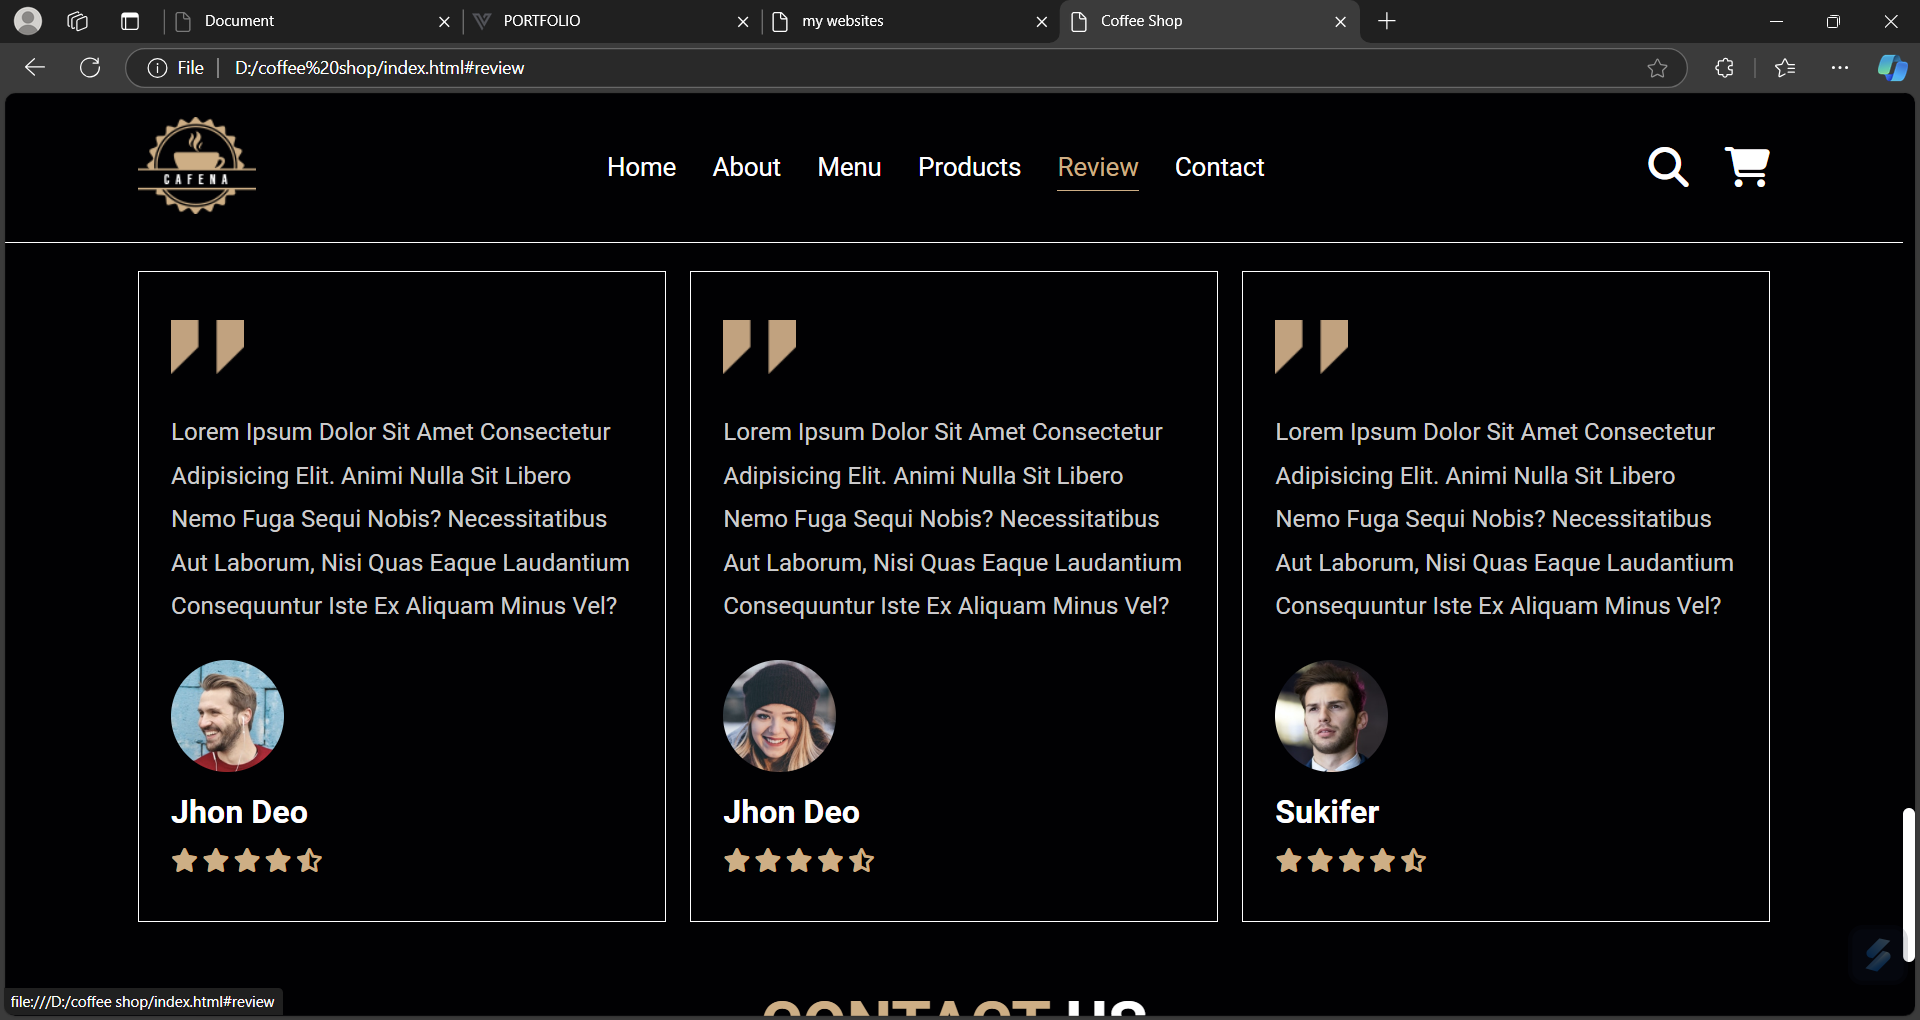 Document
PORTFOLIO
my websites
Coffee Shop
File
D:/coffee%20shop/index.html#review
CAFENA
Home
About
Menu
Products
Review
Contact
Lorem Ipsum Dolor Sit Amet Consectetur
Adipisicing Elit. Animi Nulla Sit Libero
Nemo Fuga Sequi Nobis? Necessitatibus
Aut Laborum, Nisi Quas Eaque Laudantium
Consequuntur Iste Ex Aliquam Minus Vel?
Jhon Deo
Lorem Ipsum Dolor Sit Amet Consectetur
Adipisicing Elit. Animi Nulla Sit Libero
Nemo Fuga Sequi Nobis? Necessitatibus
Aut Laborum, Nisi Quas Eaque Laudantium
Consequuntur Iste Ex Aliquam Minus Vel?
Jhon Deo
Lorem Ipsum Dolor Sit Amet Consectetur
Adipisicing Elit. Animi Nulla Sit Libero
Nemo Fuga Sequi Nobis? Necessitatibus
Aut Laborum, Nisi Quas Eaque Laudantium
Consequuntur Iste Ex Aliquam Minus Vel?
Sukifer
CONTACT US
file:///D:/coffee shop/index.html#review